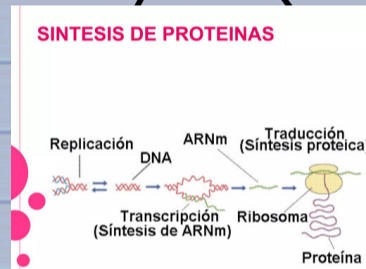 SINTESIS DE PROTEINAS
Replicación
DNA
ARNm
Traducción
(Síntesis proteica)
Transcripción
(Síntesis de ARNm)
Ribosoma
Proteína